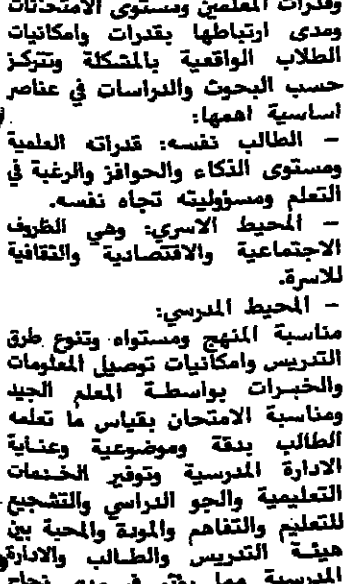 وقدرات المعلمين ومستوى الامتحانات
ومدى ارتباطها بقدرات وامكانيات
الطلاب الواقعية بالمشكلة وتتركز
حسب البحوث والدراسات في عناصر
اساسية اهمها:
– الطالب نفسه: قدراته العلمية
ومستوى الذكاء والحوافز والرغبة في
التعلم ومسؤوليته تجاه نفسه.
– المحيط الاسري: وهي الظروف
الاجتماعية والاقتصادية والثقافية
للاسرة.
– المحيط المدرسي:
مناسبة المنهج ومستواه وتنوع طرق
التدريس وامكانيات توصيل المعلومات
والخبرات بواسطة المعلم الجيد
ومناسبة الامتحان بقياس ما تعلمه
الطالب بدقة وموضوعية وعناية
الادارة المدرسية وتوفير الخدمات
التعليمية والجو الدراسي والتشجيع
للتعليم والتفاهم والمودة والمحبة بين
هيئة التدريس والطالب والادارة
المدرسية مما